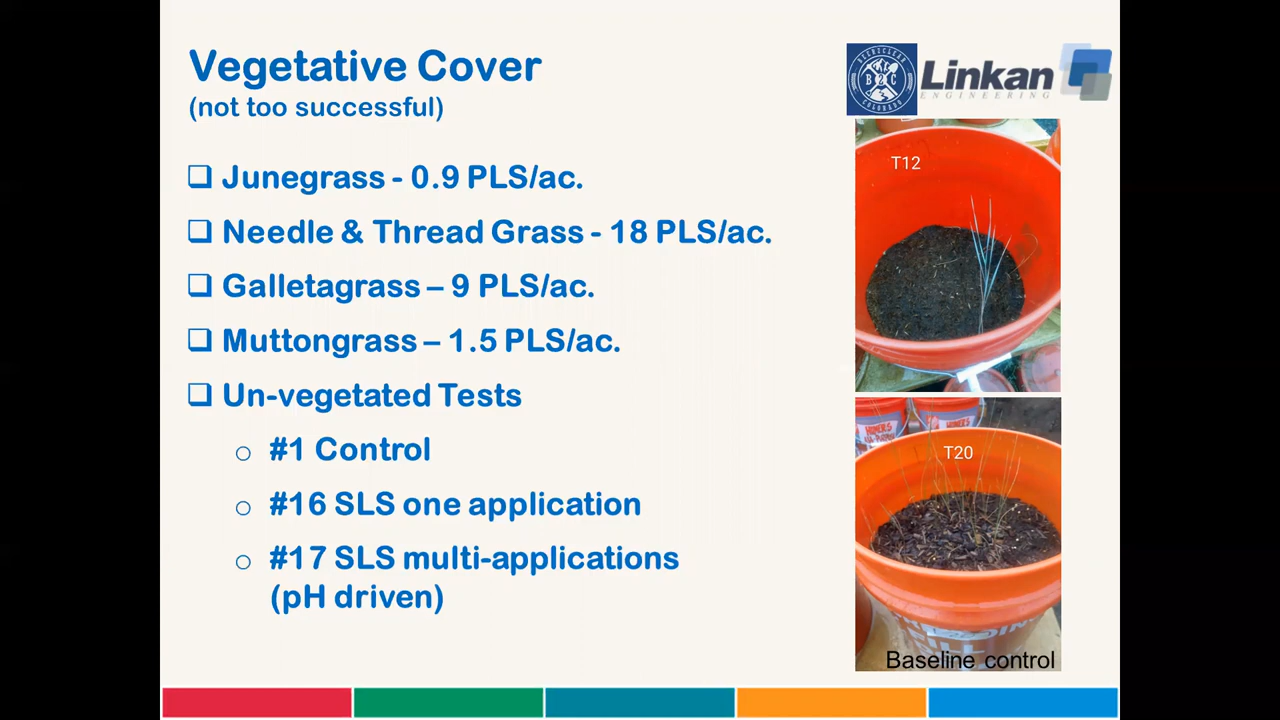 Vegetative Cover
(not too successful)
Junegrass - 0.9 PLS/ac.
Needle & Thread Grass - 18 PLS/ac.
Galletagrass – 9 PLS/ac.
Muttongrass – 1.5 PLS/ac.
Un-vegetated Tests
#1 Control
#16 SLS one application
#17 SLS multi-applications
(pH driven)
B2C
COLORADO
Linkan
ENGINEERING
T12
T20
Baseline control